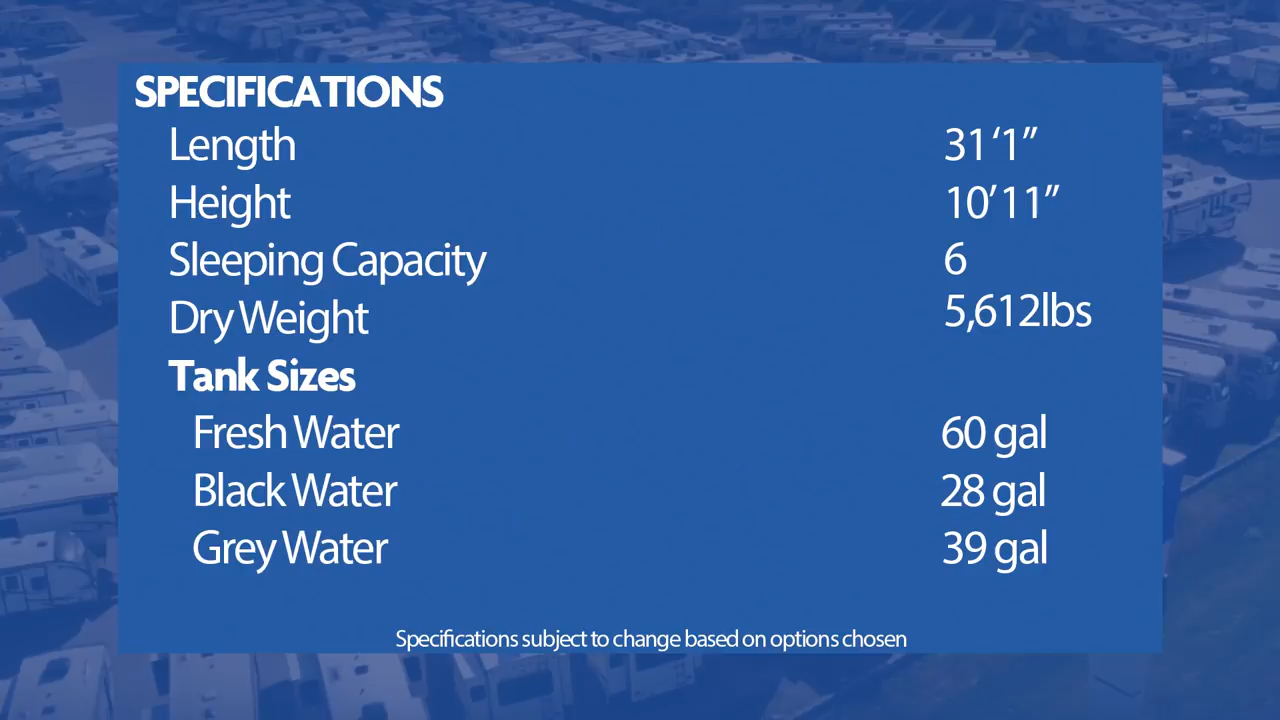 SPECIFICATIONS
Length 31‘1”
Height 10’11”
Sleeping Capacity 6
Dry Weight 5,612lbs
Tank Sizes
Fresh Water 60 gal
Black Water 28 gal
Grey Water 39 gal
Specifications subject to change based on options chosen